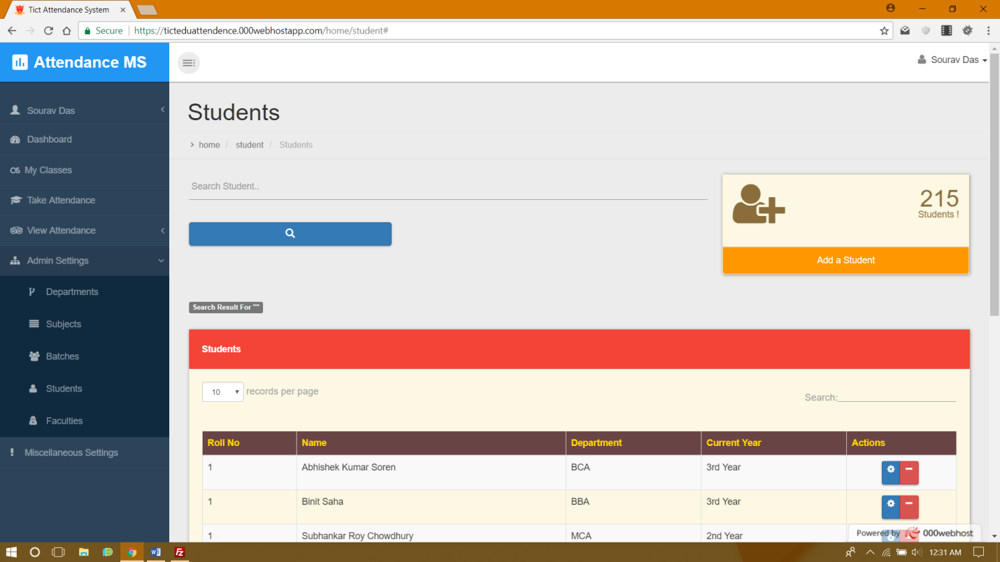 Tict Attendance System
Secure https://ticteduattendence.000webhostapp.com/home/student#
Attendance MS
Sourav Das
Sourav Das
Dashboard
My Classes
Take Attendance
View Attendance
Admin Settings
Departments
Subjects
Batches
Students
Faculties
Miscellaneous Settings
Students
> home / student / Students
Search Student..
215
Students !
Add a Student
Search Result For ""
Students
10 records per page
Search:
Roll No Name Department Current Year Actions
1 Abhishek Kumar Soren BCA 3rd Year
1 Binit Saha BBA 3rd Year
1 Subhankar Roy Chowdhury MCA 2nd Year
Powered by 000webhost
12:31 AM